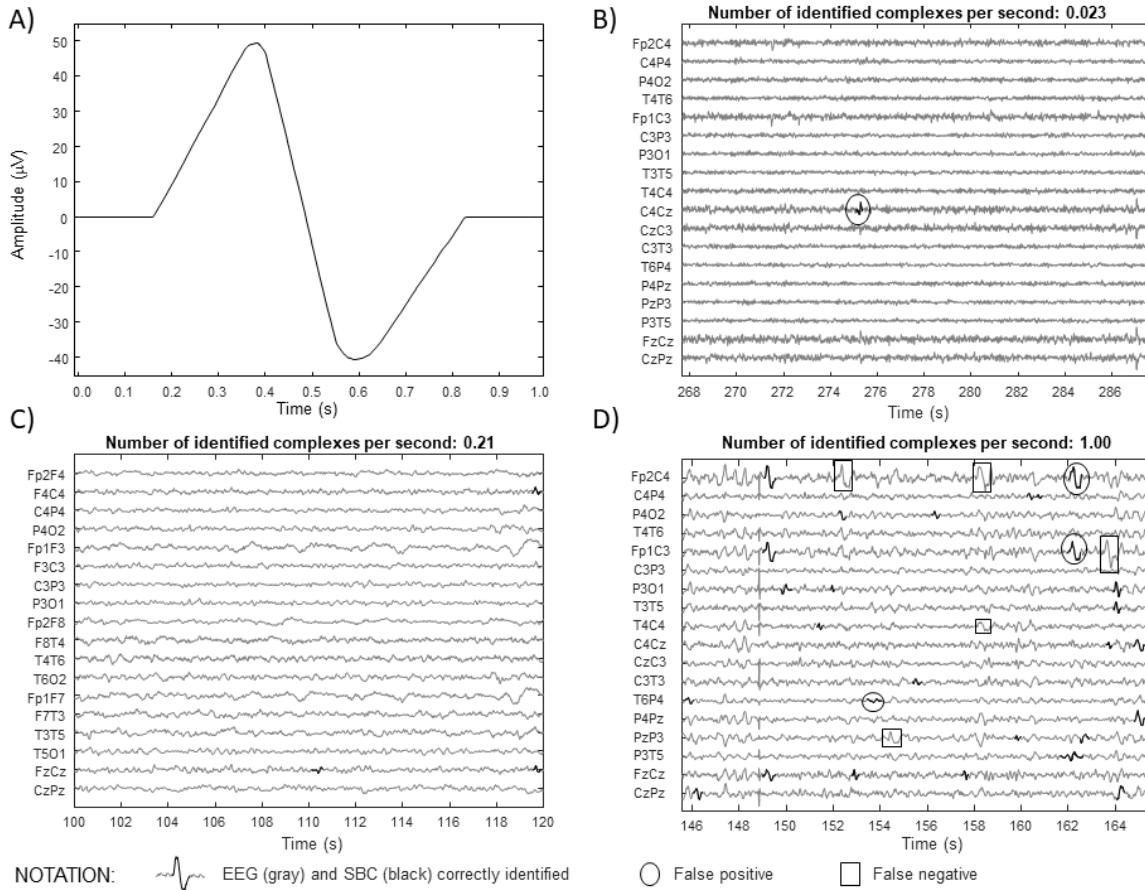 A)
50
40
30
20
10
0
-10
-20
-30
-40
Amplitude (µV)
0.0 0.1 0.2 0.3 0.4 0.5 0.6 0.7 0.8 0.9 1.0
Time (s)
B)
Number of identified complexes per second: 0.023
Fp2C4
C4P4
P4O2
T4T6
Fp1C3
C3P3
P3O1
T3T5
T4C4
C4Cz
CzC3
C3T3
T6P4
P4Pz
PzP3
P3T5
FzCz
CzPz
268 270 272 274 276 278 280 282 284 286
Time (s)
C)
Number of identified complexes per second: 0.21
Fp2F4
F4C4
C4P4
P4O2
Fp1F3
F3C3
C3P3
P3O1
Fp2F8
F8T4
T4T6
T6O2
Fp1F7
F7T3
T3T5
T5O1
FzCz
CzPz
100 102 104 106 108 110 112 114 116 118 120
Time (s)
D)
Number of identified complexes per second: 1.00
Fp2C4
C4P4
P4O2
T4T6
Fp1C3
C3P3
P3O1
T3T5
T4C4
C4Cz
CzC3
C3T3
T6P4
P4Pz
PzP3
P3T5
FzCz
CzPz
146 148 150 152 154 156 158 160 162 164
Time (s)
NOTATION: EEG (gray) and SBC (black) correctly identified False positive False negative